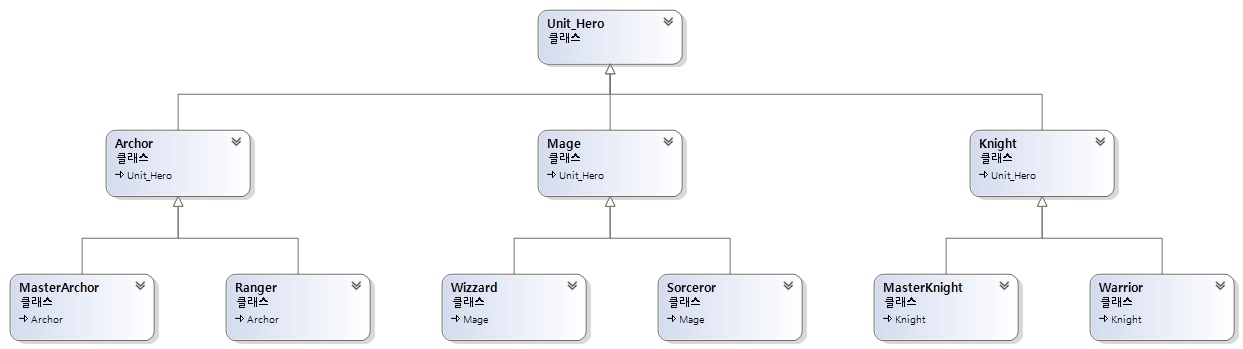 Unit_Hero
클래스
Archor
클래스
Unit_Hero
Mage
클래스
Unit_Hero
Knight
클래스
Unit_Hero
MasterArchor
클래스
Archor
Ranger
클래스
Archor
Wizzard
클래스
Mage
Sorceror
클래스
Mage
MasterKnight
클래스
Knight
Warrior
클래스
Knight